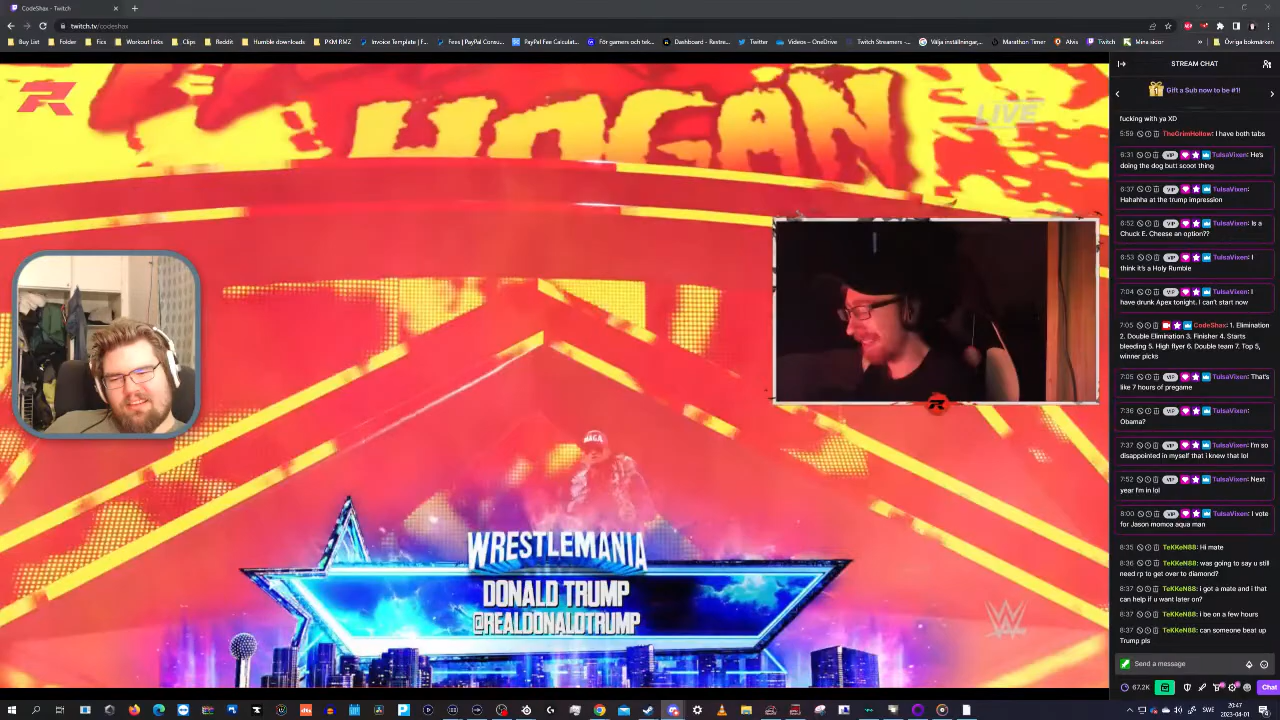 CodeShax - Twitch
twitch.tv/codeshax
Buy List
Folder
Fics
Workout links
Clips
Reddit
Humble downloads
PKM RMZ
Invoice Template | F...
Fees | PayPal Consu...
PayPal Fee Calculat...
För gamers och tek...
Dashboard - Restre...
Twitter
Videos – OneDrive
Twitch Streamers -...
Välja inställningar,...
Marathon Timer
Alvis
Twitch
Mina sidor
»
Övriga bokmärken
HOGAN
LIVE
MAGA
WRESTLEMANIA
DONALD TRUMP
@REALDONALDTRUMP
STREAM CHAT
Gift a Sub now to be #1!
fucking with ya XD
5:59 TheGrimHollow: I have both tabs
6:31 VIP TulsaVixen: He's
doing the dog butt scoot thing
6:37 VIP TulsaVixen:
Hahahha at the trump impression
6:52 VIP TulsaVixen: Is a
Chuck E. Cheese an option??
6:53 VIP TulsaVixen: I
think it's a Holy Rumble
7:04 VIP TulsaVixen: I
have drunk Apex tonight. I can't start now
7:05 CodeShax: 1. Elimination
2. Double Elimination 3. Finisher 4. Starts
bleeding 5. High flyer 6. Double team 7. Top 5,
winner picks
7:05 VIP TulsaVixen: That's
like 7 hours of pregame
7:36 VIP TulsaVixen:
Obama?
7:37 VIP TulsaVixen: I'm so
disappointed in myself that i knew that lol
7:52 VIP TulsaVixen: Next
year I'm in lol
8:00 VIP TulsaVixen: I vote
for Jason momoa aqua man
8:35 TeKKeN88: Hi mate
8:36 TeKKeN88: was going to say u still
need rp to get over to diamond?
8:37 TeKKeN88: i got a mate and i that
can help if u want later on?
8:37 TeKKeN88: i be on a few hours
8:37 TeKKeN88: can someone beat up
Trump pls
Send a message
67.2K
Chat
SWE
20:47
2023-04-01